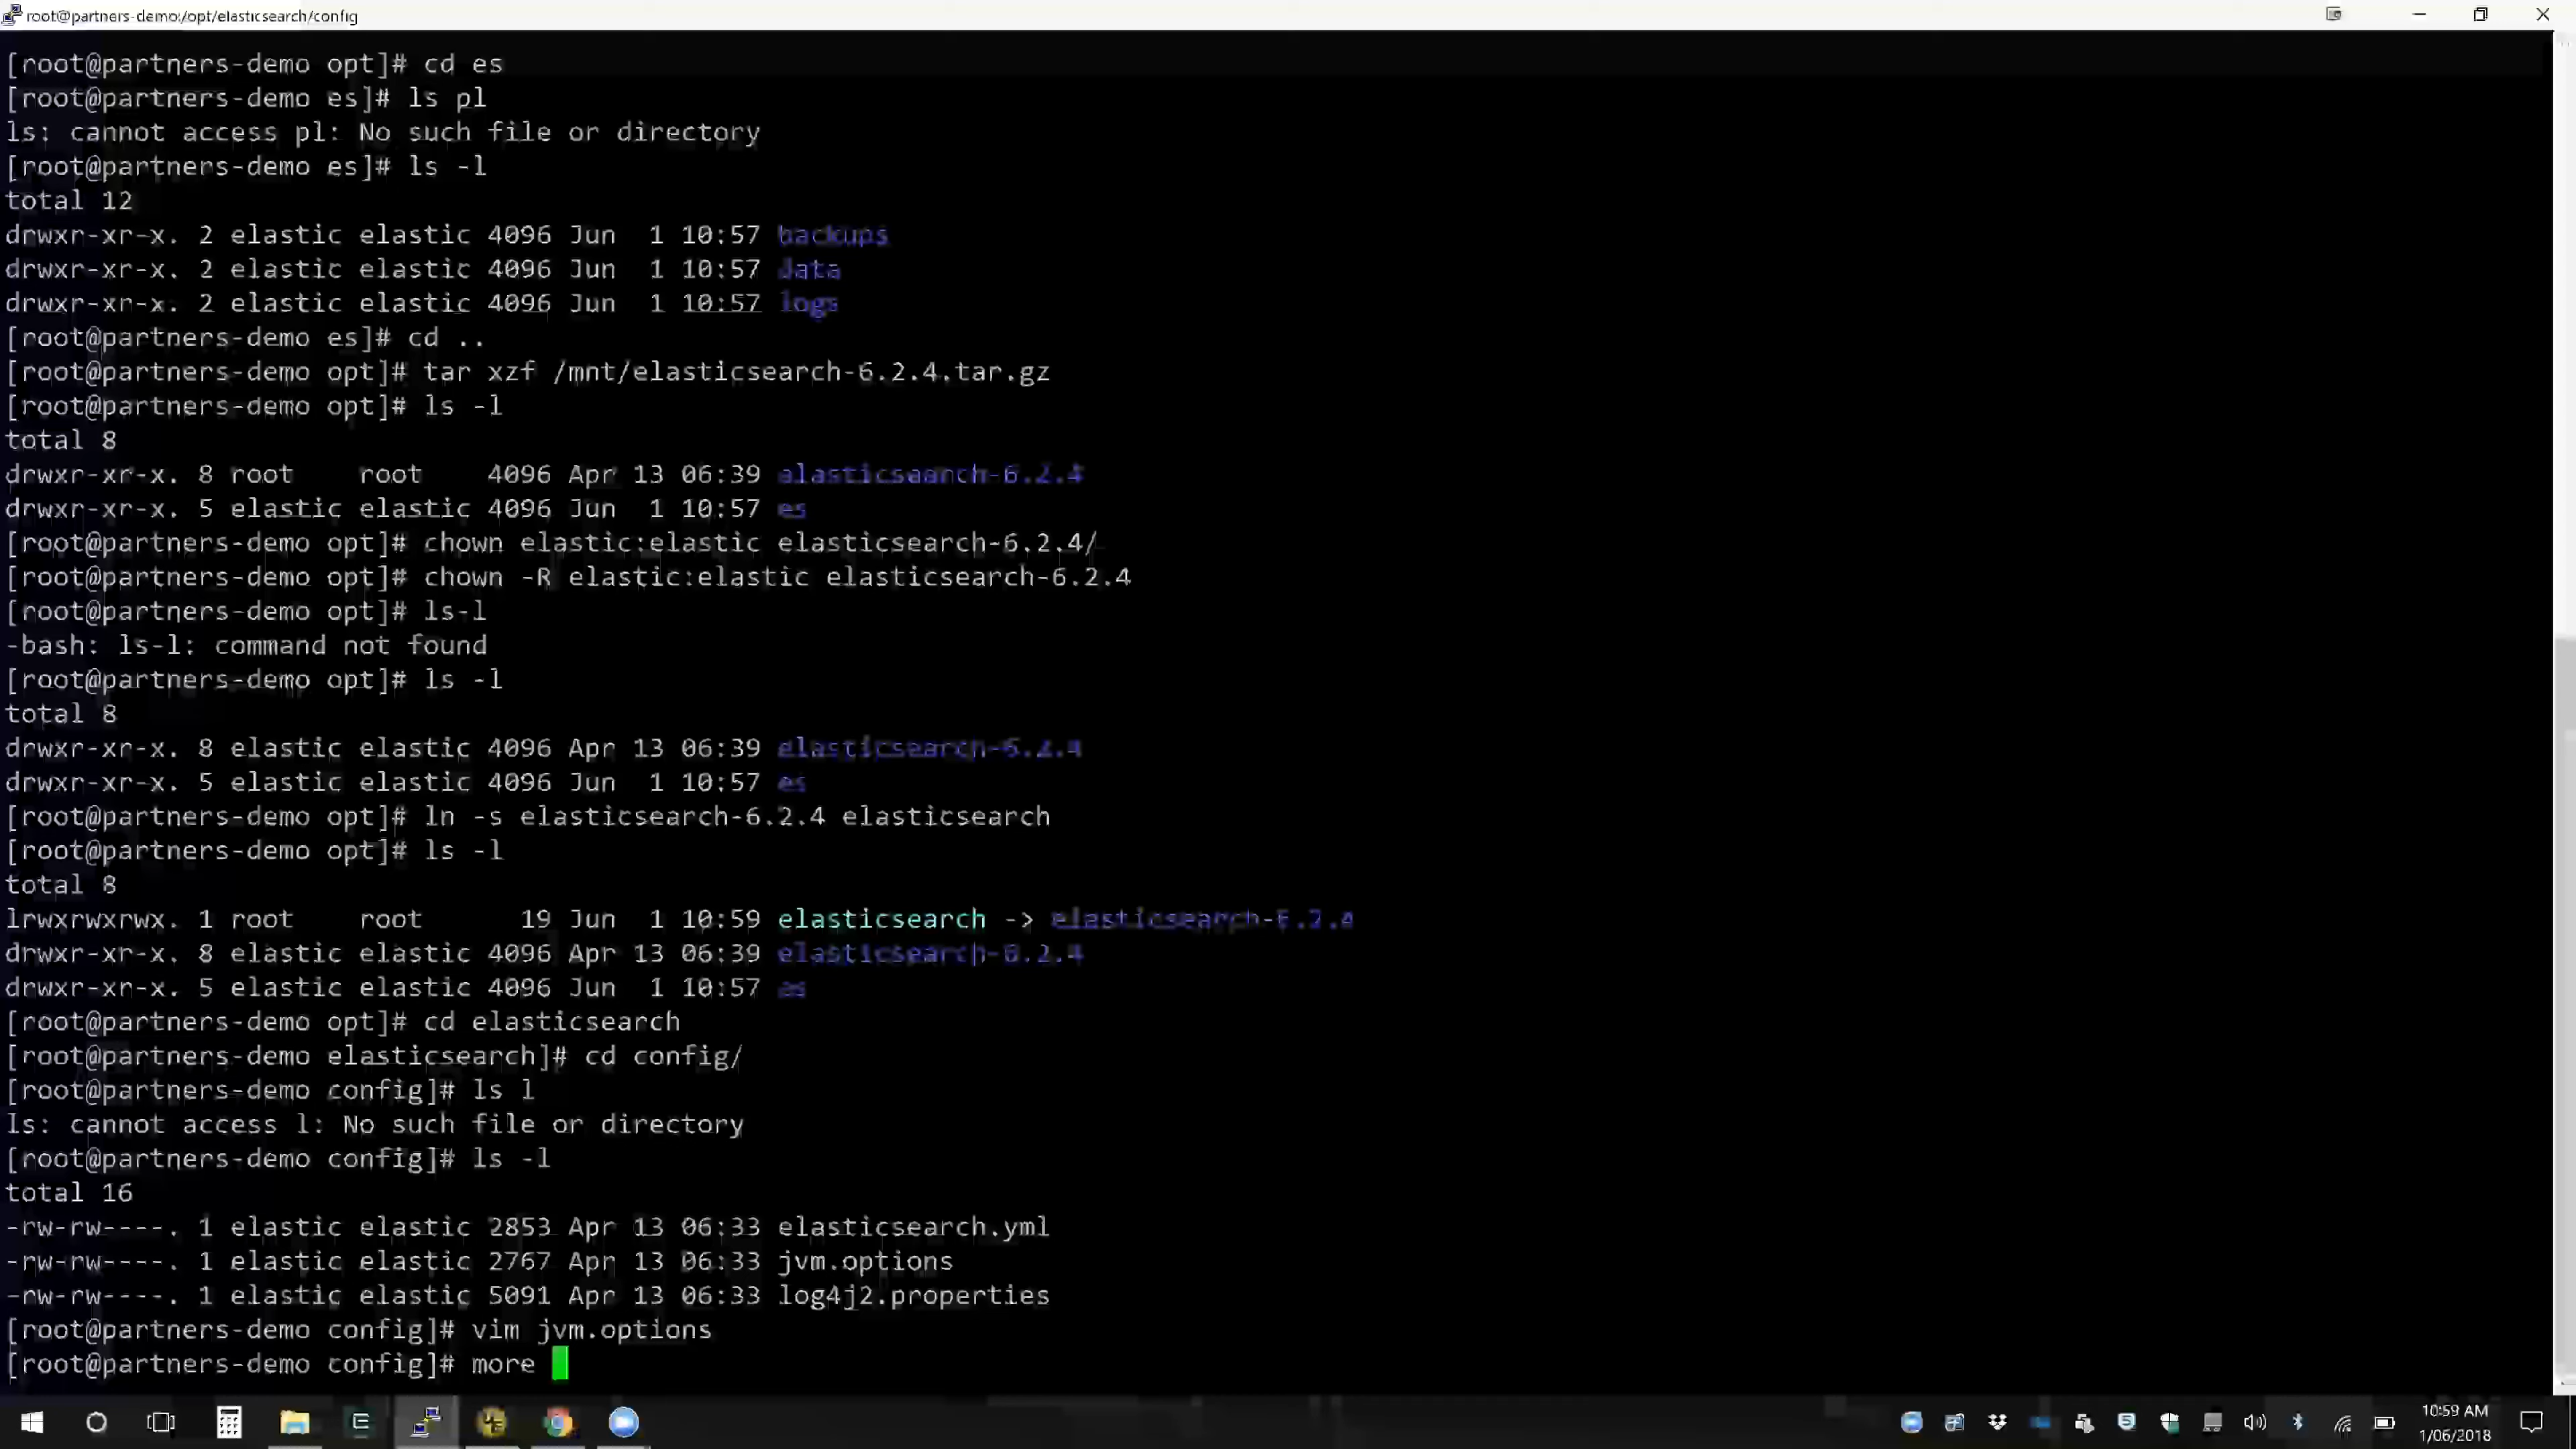 root@partners-demo:/opt/elasticsearch/config
[root@partners-demo opt]# cd es
[root@partners-demo es]# ls pl
ls: cannot access pl: No such file or directory
[root@partners-demo es]# ls -l
total 12
drwxr-xr-x. 2 elastic elastic 4096 Jun  1 10:57 backups
drwxr-xr-x. 2 elastic elastic 4096 Jun  1 10:57 data
drwxr-xr-x. 2 elastic elastic 4096 Jun  1 10:57 logs
[root@partners-demo es]# cd ..
[root@partners-demo opt]# tar xzf /mnt/elasticsearch-6.2.4.tar.gz
[root@partners-demo opt]# ls -l
total 8
drwxr-xr-x. 8 root    root    4096 Apr 13 06:39 elasticsearch-6.2.4
drwxr-xr-x. 5 elastic elastic 4096 Jun  1 10:57 es
[root@partners-demo opt]# chown elastic:elastic elasticsearch-6.2.4/
[root@partners-demo opt]# chown -R elastic:elastic elasticsearch-6.2.4
[root@partners-demo opt]# ls-l
-bash: ls-l: command not found
[root@partners-demo opt]# ls -l
total 8
drwxr-xr-x. 8 elastic elastic 4096 Apr 13 06:39 elasticsearch-6.2.4
drwxr-xr-x. 5 elastic elastic 4096 Jun  1 10:57 es
[root@partners-demo opt]# ln -s elasticsearch-6.2.4 elasticsearch
[root@partners-demo opt]# ls -l
total 8
lrwxrwxrwx. 1 root    root      19 Jun  1 10:59 elasticsearch -> elasticsearch-6.2.4
drwxr-xr-x. 8 elastic elastic 4096 Apr 13 06:39 elasticsearch-6.2.4
drwxr-xr-x. 5 elastic elastic 4096 Jun  1 10:57 es
[root@partners-demo opt]# cd elasticsearch
[root@partners-demo elasticsearch]# cd config/
[root@partners-demo config]# ls l
ls: cannot access l: No such file or directory
[root@partners-demo config]# ls -l
total 16
-rw-rw----. 1 elastic elastic 2853 Apr 13 06:33 elasticsearch.yml
-rw-rw----. 1 elastic elastic 2767 Apr 13 06:33 jvm.options
-rw-rw----. 1 elastic elastic 5091 Apr 13 06:33 log4j2.properties
[root@partners-demo config]# vim jvm.options
[root@partners-demo config]# more
10:59 AM
1/06/2018